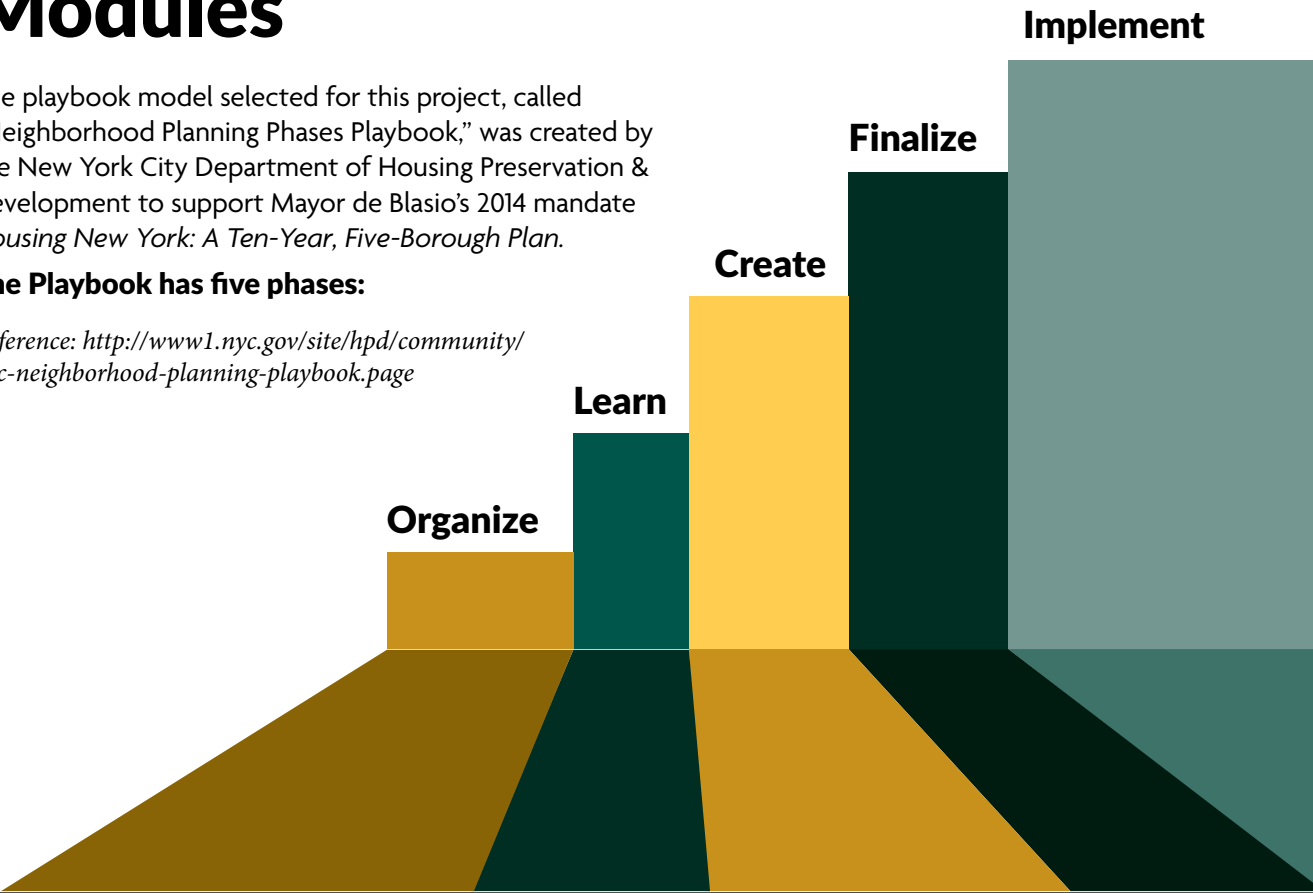 Modules
e playbook model selected for this project, called
eighborhood Planning Phases Playbook,” was created by
e New York City Department of Housing Preservation &
evelopment to support Mayor de Blasio’s 2014 mandate
ousing New York: A Ten-Year, Five-Borough Plan.
he Playbook has five phases:
ference: http://www1.nyc.gov/site/hpd/community/
c-neighborhood-planning-playbook.page
Organize
Learn
Create
Finalize
Implement